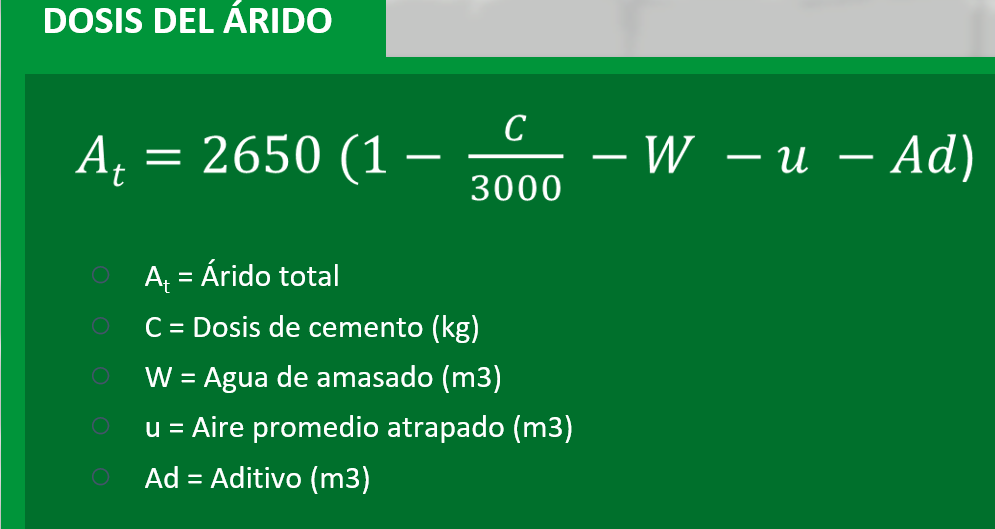 DOSIS DEL ÁRIDO
Aₜ = 2650 (1 − C/3000 − W − u − Ad)
Aₜ = Árido total
C = Dosis de cemento (kg)
W = Agua de amasado (m3)
u = Aire promedio atrapado (m3)
Ad = Aditivo (m3)